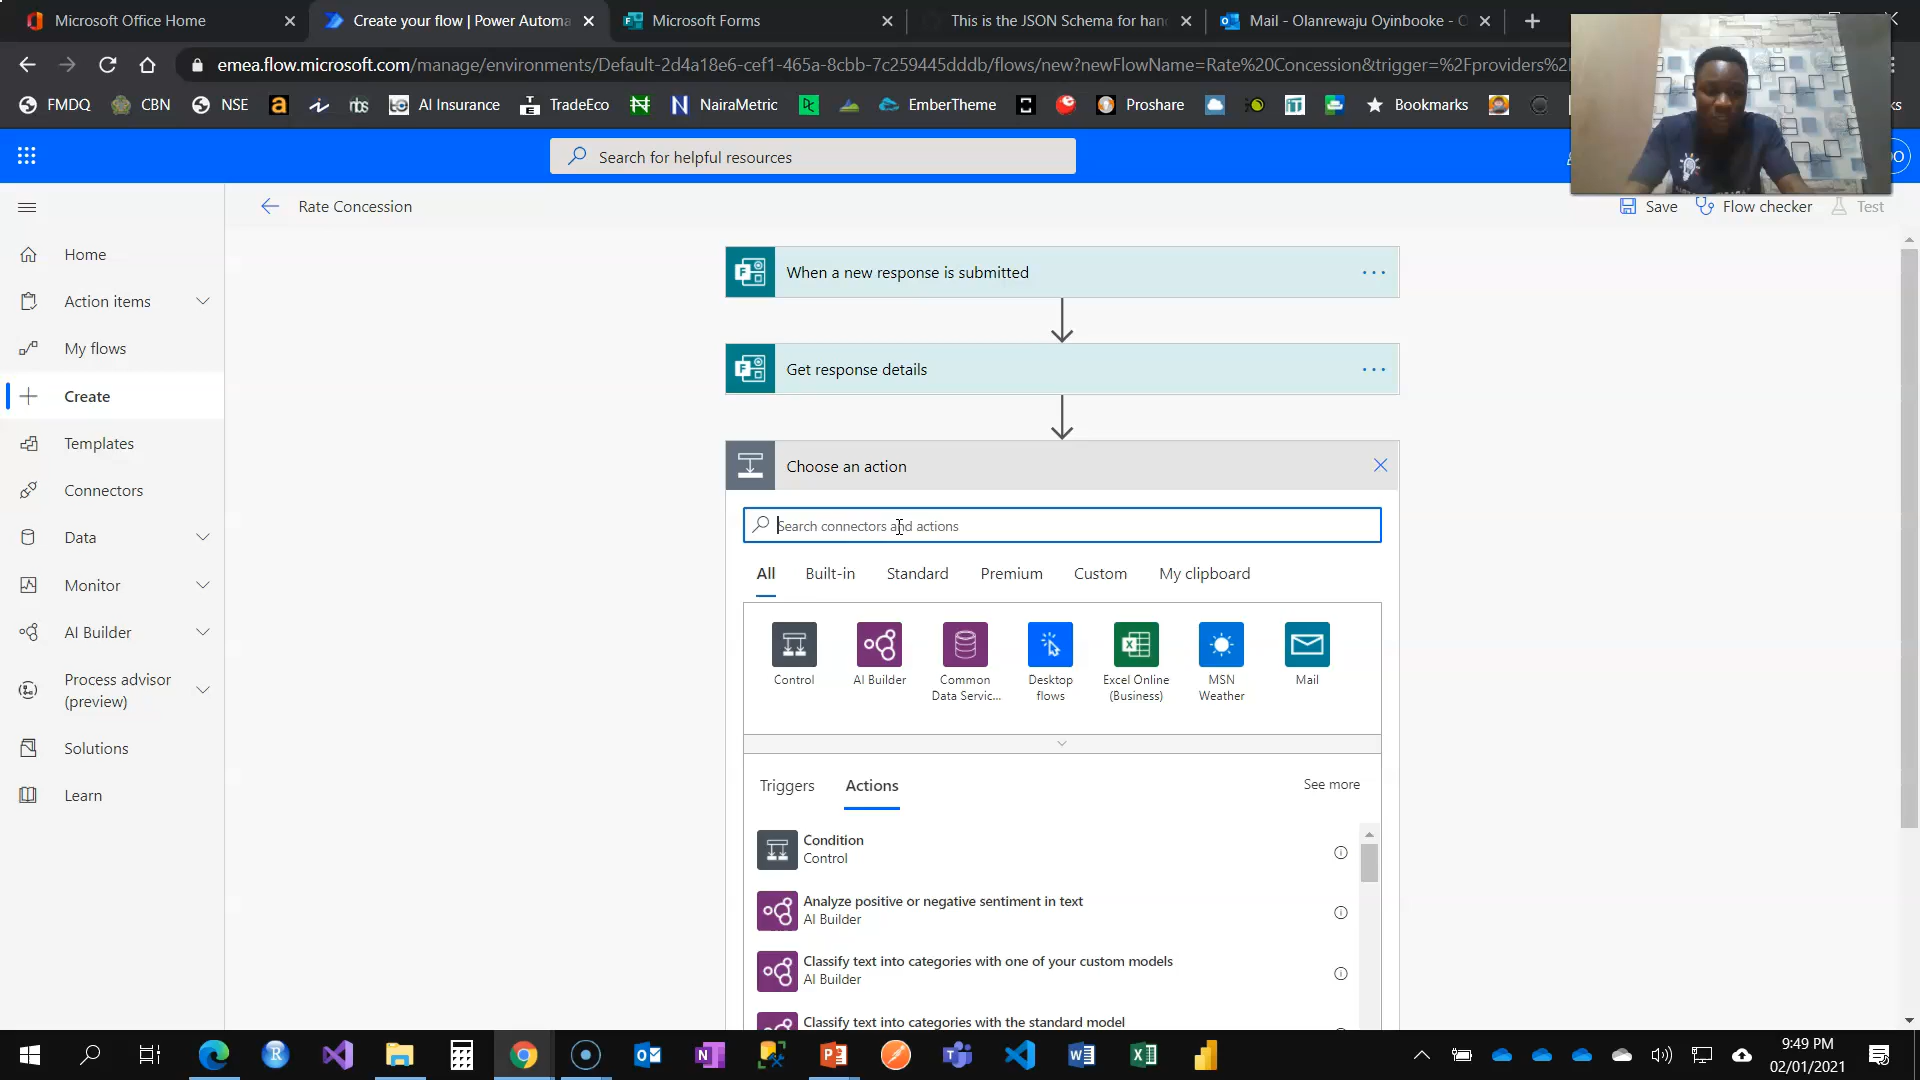 Microsoft Office Home
Create your flow | Power Automa
Microsoft Forms
This is the JSON Schema for han
Mail - Olanrewaju Oyinbooke - O
emea.flow.microsoft.com/manage/environments/Default-2d4a18e6-cef1-465a-8cbb-7c259445dddb/flows/new?newFlowName=Rate%20Concession&trigger=%2Fproviders%2
FMDQ
CBN
NSE
AI Insurance
TradeEco
NairaMetric
EmberTheme
Proshare
Bookmarks
Search for helpful resources
Rate Concession
Save
Flow checker
Test
Home
Action items
My flows
Create
Templates
Connectors
Data
Monitor
AI Builder
Process advisor
(preview)
Solutions
Learn
When a new response is submitted
Get response details
Choose an action
Search connectors and actions
All
Built-in
Standard
Premium
Custom
My clipboard
Control
AI Builder
Common
Data Servic...
Desktop
flows
Excel Online
(Business)
MSN
Weather
Mail
Triggers
Actions
See more
Condition
Control
Analyze positive or negative sentiment in text
AI Builder
Classify text into categories with one of your custom models
AI Builder
Classify text into categories with the standard model
9:49 PM
02/01/2021